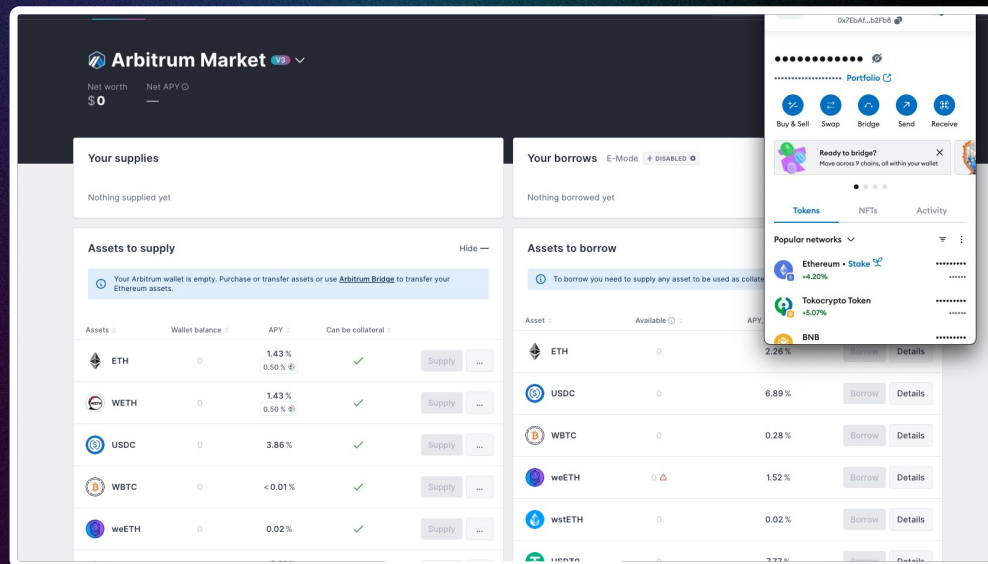 Arbitrum Market V3
Net worth Net APY
$0 —
Your supplies
Nothing supplied yet
Assets to supply Hide —
Your Arbitrum wallet is empty. Purchase or transfer assets or use Arbitrum Bridge to transfer your
Ethereum assets.
Assets Wallet balance APY Can be collateral
ETH 0 1.43 % Supply ...
0.50 %
WETH 0 1.43 % Supply ...
0.50 %
USDC 0 3.86 % Supply ...
WBTC 0 <0.01 % Supply ...
weETH 0 0.02 % Supply ...
Your borrows E-Mode DISABLED
Nothing borrowed yet
Assets to borrow
To borrow you need to supply any asset to be used as collate
Asset Available APY,
ETH 0 2.26 % Borrow Details
USDC 0 6.89 % Borrow Details
WBTC 0 0.28 % Borrow Details
weETH 0 1.52 % Borrow Details
wstETH 0 0.02 % Borrow Details
USDT0 7.77 % Borrow Details
0x7EbAf...b2Fb8
Portfolio
Buy & Sell Swap Bridge Send Receive
Ready to bridge?
Move across 9 chains, all within your wallet
Tokens NFTs Activity
Popular networks
Ethereum • Stake
+4.20%
Tokocrypto Token
+5.07%
BNB